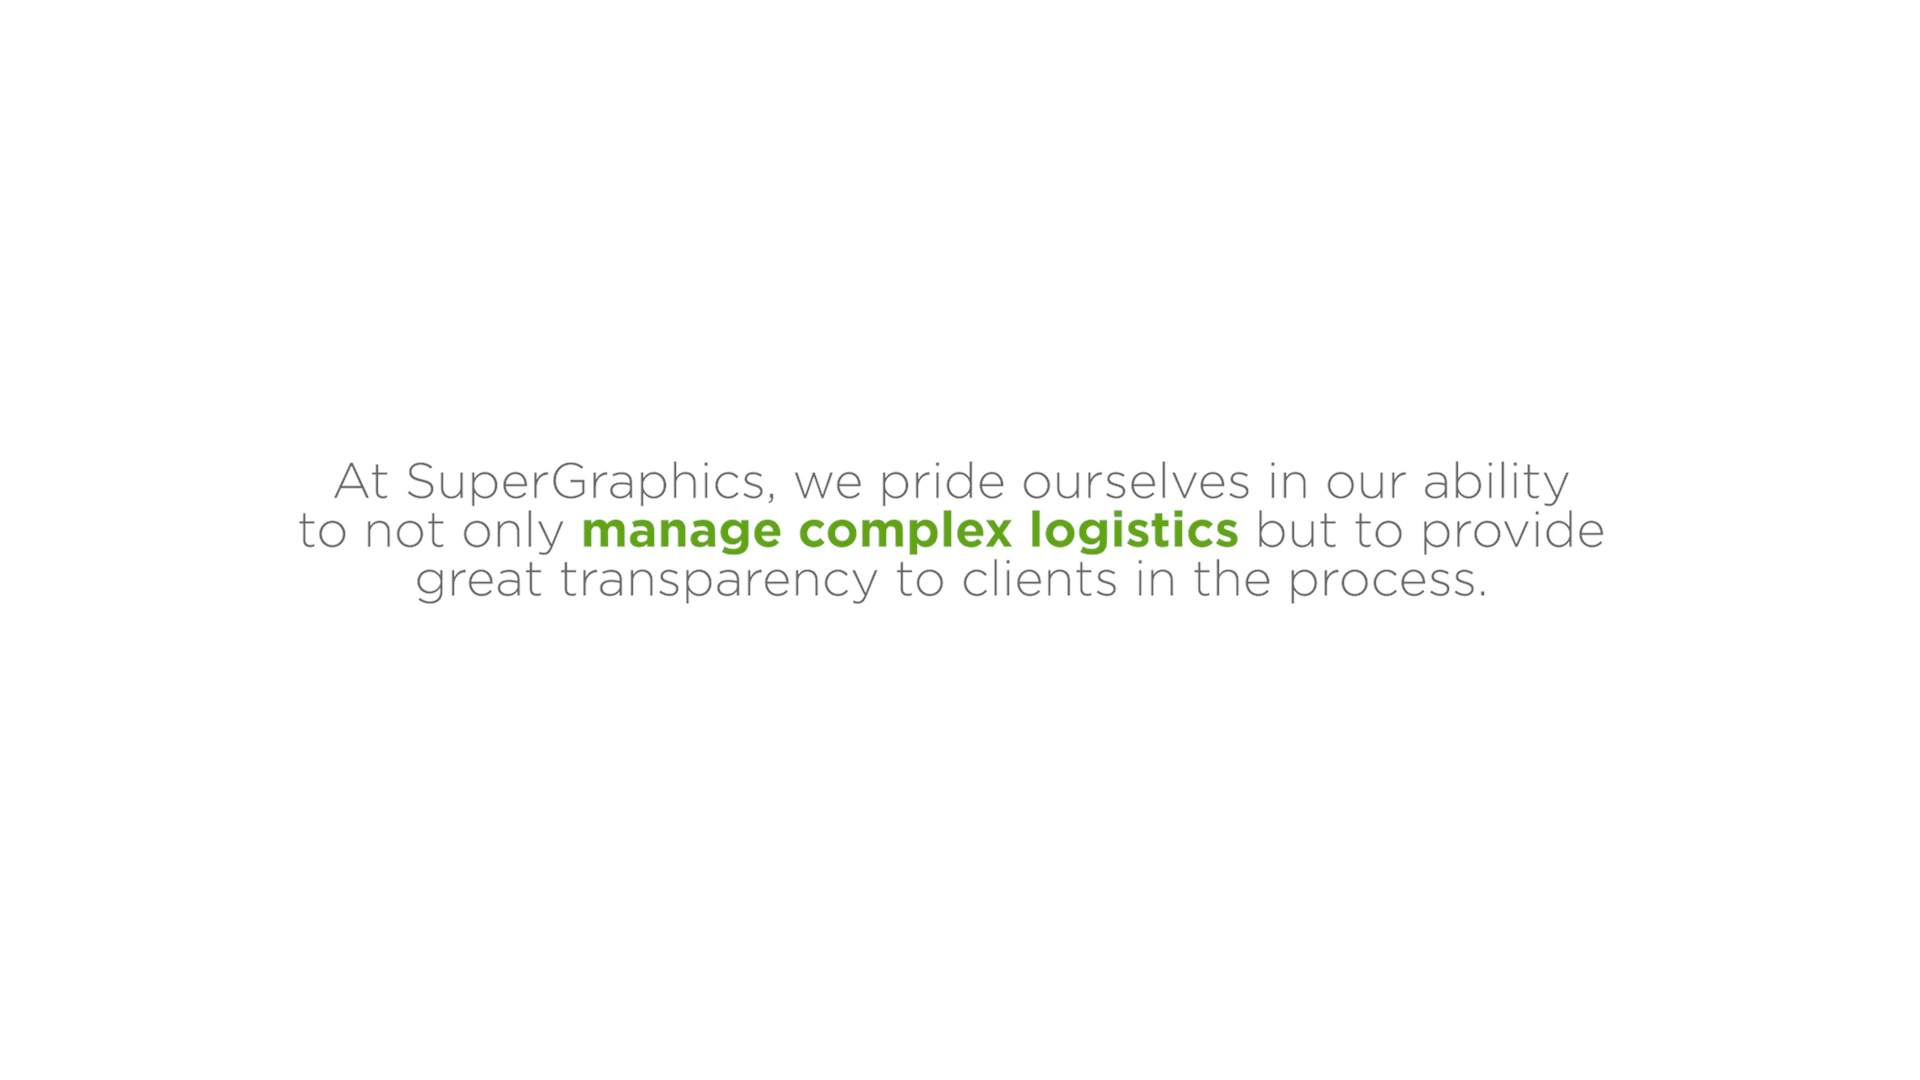 At SuperGraphics, we pride ourselves in our ability
to not only manage complex logistics but to provide
great transparency to clients in the process.